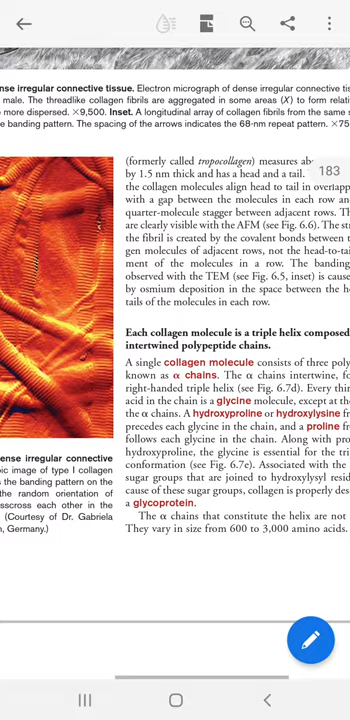 nse irregular connective tissue. Electron micrograph of dense irregular connective tis
male. The threadlike collagen fibrils are aggregated in some areas (X) to form relati
more dispersed. ×9,500. Inset. A longitudinal array of collagen fibrils from the same s
e banding pattern. The spacing of the arrows indicates the 68-nm repeat pattern. ×75
(formerly called tropocollagen) measures ab
by 1.5 nm thick and has a head and a tail.
183
the collagen molecules align head to tail in overlapp
with a gap between the molecules in each row an
quarter-molecule stagger between adjacent rows. Th
are clearly visible with the AFM (see Fig. 6.6). The str
the fibril is created by the covalent bonds between t
gen molecules of adjacent rows, not the head-to-tai
ment of the molecules in a row. The banding
observed with the TEM (see Fig. 6.5, inset) is cause
by osmium deposition in the space between the he
tails of the molecules in each row.
Each collagen molecule is a triple helix composed
intertwined polypeptide chains.
A single collagen molecule consists of three poly
known as α chains. The α chains intertwine, fo
right-handed triple helix (see Fig. 6.7d). Every thir
acid in the chain is a glycine molecule, except at the
the α chains. A hydroxyproline or hydroxylysine fr
precedes each glycine in the chain, and a proline fr
follows each glycine in the chain. Along with pro
hydroxyproline, the glycine is essential for the tri
conformation (see Fig. 6.7e). Associated with the
sugar groups that are joined to hydroxylysyl resid
cause of these sugar groups, collagen is properly des
a glycoprotein.
The α chains that constitute the helix are not
They vary in size from 600 to 3,000 amino acids.
ense irregular connective
pic image of type I collagen
s the banding pattern on the
the random orientation of
sscross each other in the
(Courtesy of Dr. Gabriela
n, Germany.)